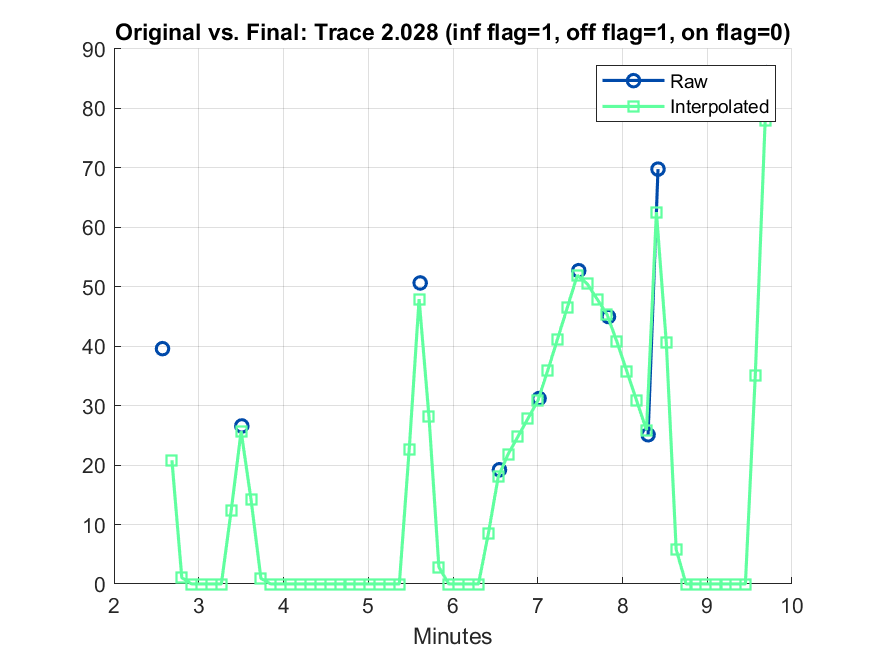 Original vs. Final: Trace 2.028 (inf flag=1, off flag=1, on flag=0)
90
80
70
60
50
40
30
20
10
0
Raw
Interpolated
2 3 4 5 6 7 8 9 10
Minutes